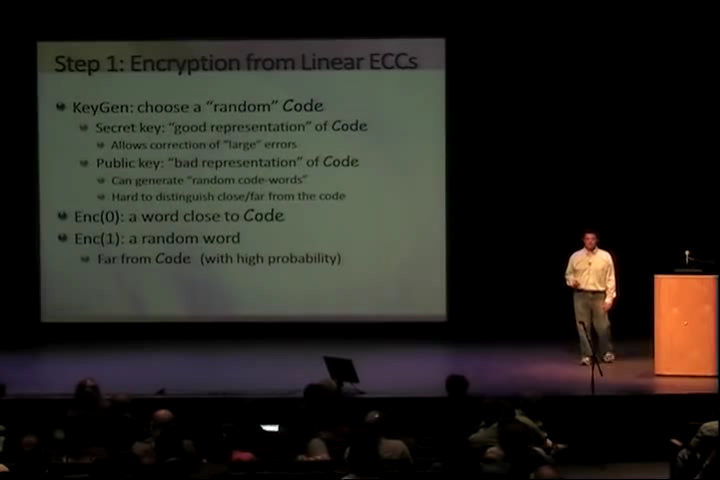 Step 1: Encryption from Linear ECCs
KeyGen: choose a "random" Code
Secret key: "good representation" of Code
Allows correction of "large" errors
Public key: "bad representation" of Code
Can generate "random code-words"
Hard to distinguish close/far from the code
Enc(0): a word close to Code
Enc(1): a random word
Far from Code (with high probability)